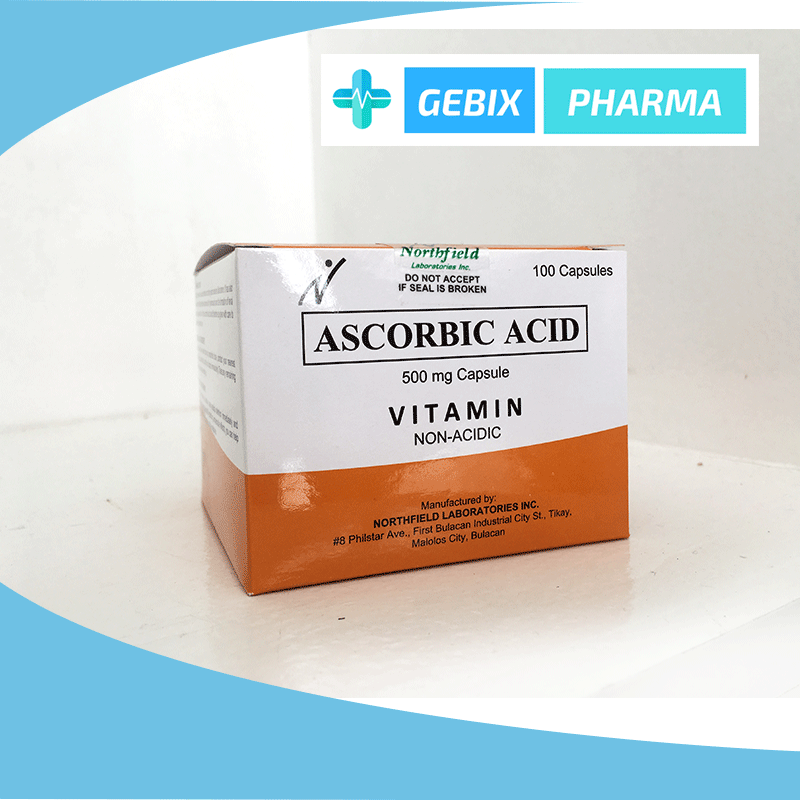 GEBIX PHARMA
Northfield
Laboratories Inc.
DO NOT ACCEPT
IF SEAL IS BROKEN
100 Capsules
ASCORBIC ACID
500 mg Capsule
VITAMIN
NON-ACIDIC
Manufactured by:
NORTHFIELD LABORATORIES INC.
#8 Philstar Ave., First Bulacan Industrial City St., Tikay,
Malolos City, Bulacan